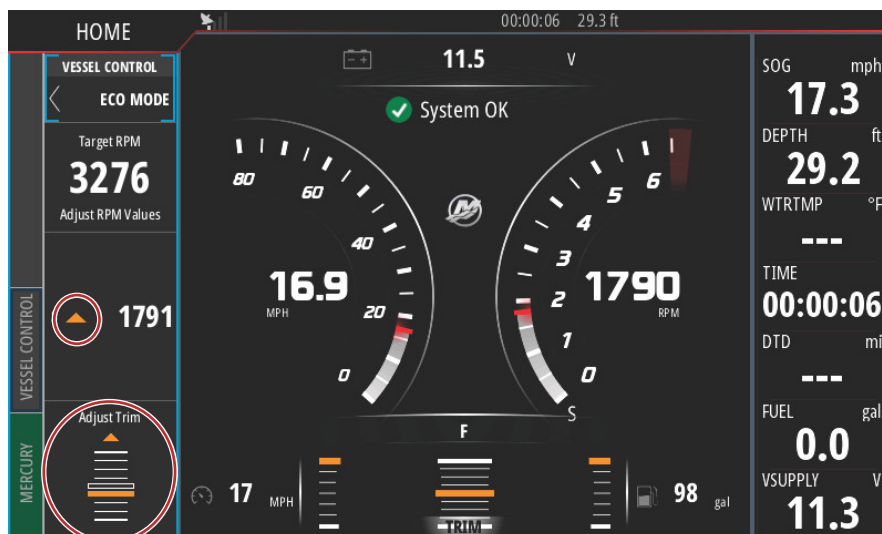 HOME
00:00:06 29.3 ft
VESSEL CONTROL
ECO MODE
Target RPM
3276
Adjust RPM Values
1791
Adjust Trim
VESSEL CONTROL
MERCURY
11.5 V
System OK
80
60
40
20
0
16.9
MPH
6
5
4
3
2
1
0
S
1790
RPM
F
17 MPH
TRIM
98 gal
SOG mph
17.3
DEPTH ft
29.2
WTRTMP °F
---
TIME
00:00:06
DTD mi
---
FUEL gal
0.0
VSUPPLY V
11.3